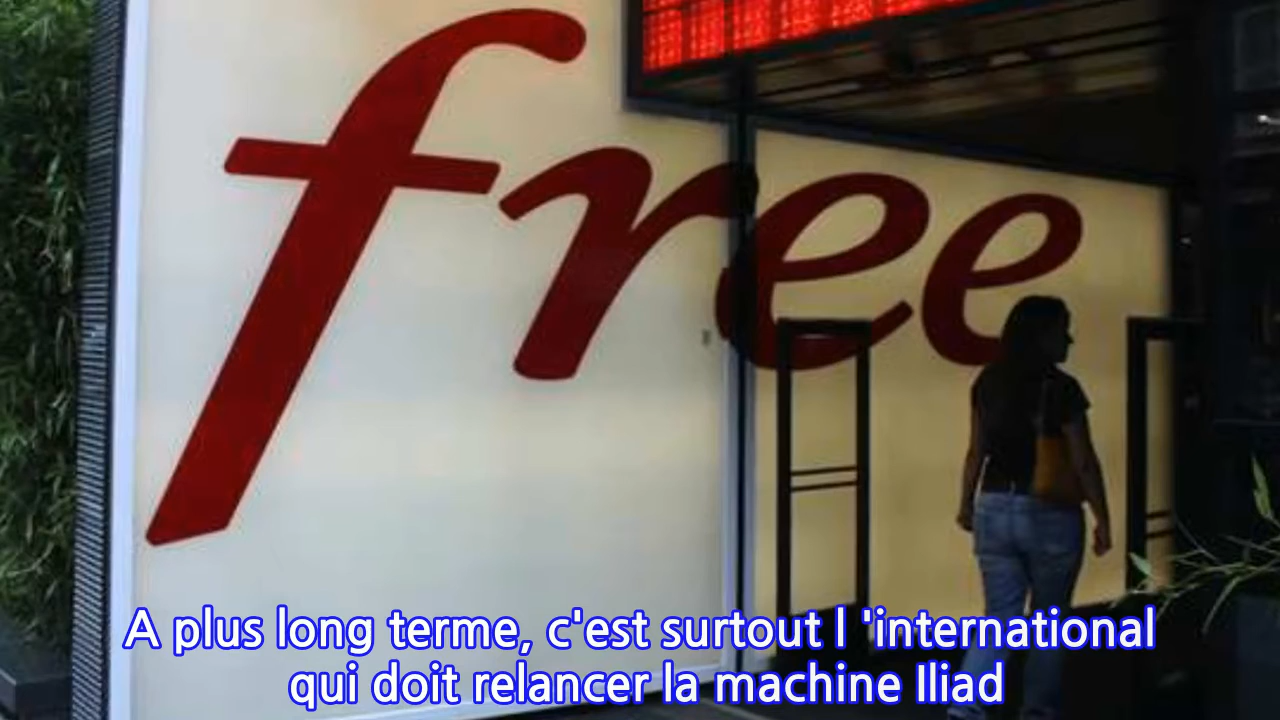 free
A plus long terme, c'est surtout l 'international
qui doit relancer la machine Iliad